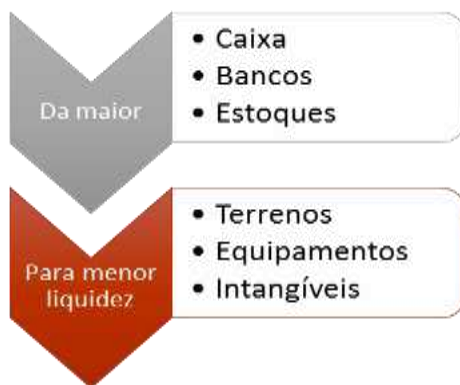 Da maior
• Caixa
• Bancos
• Estoques
Para menor
liquidez
• Terrenos
• Equipamentos
• Intangíveis